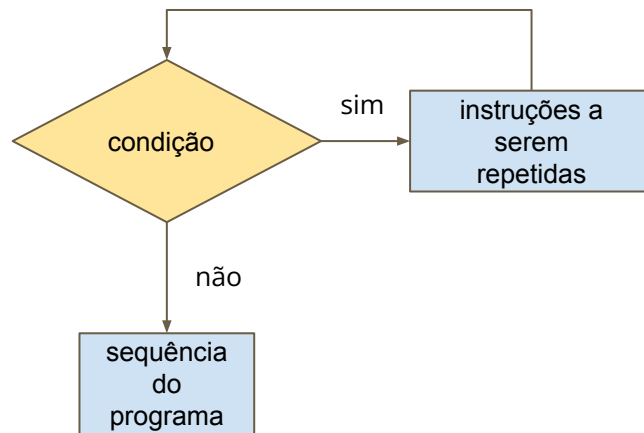 condição
sim
instruções a
serem
repetidas
não
sequência
do
programa